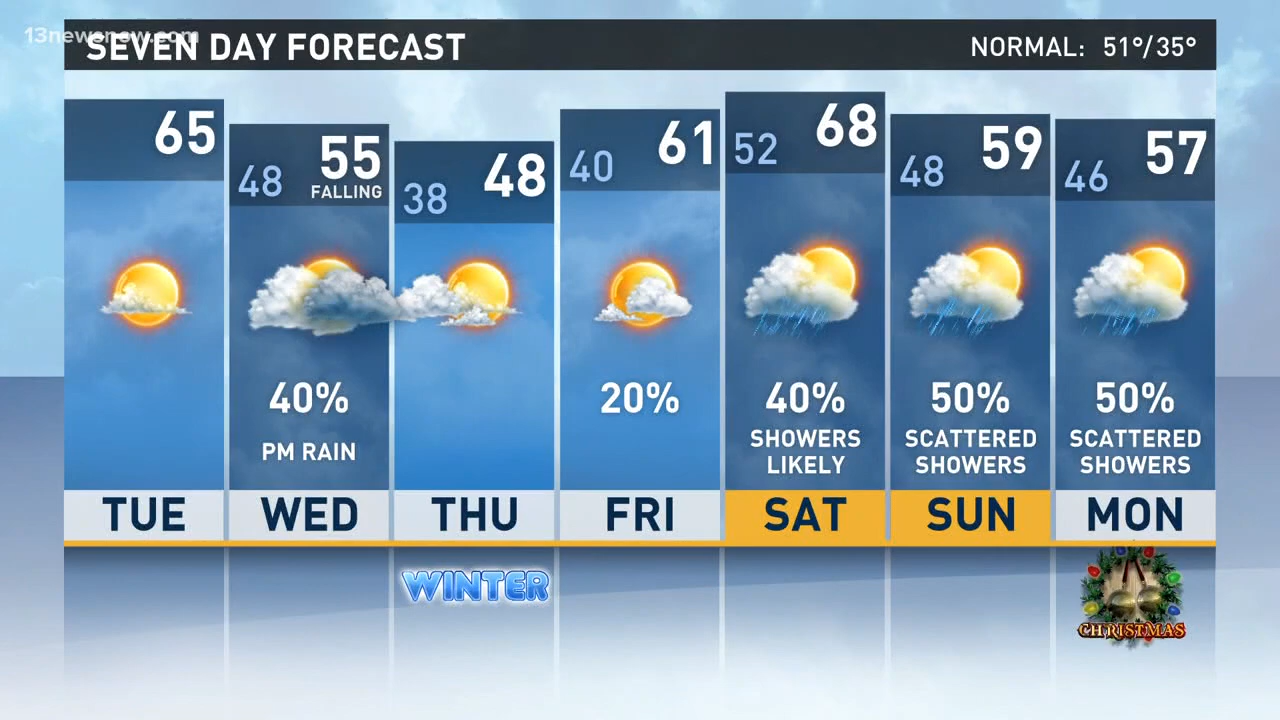 13newsnow.com
SEVEN DAY FORECAST
NORMAL: 51°/35°
65
TUE
48 55
FALLING
40%
PM RAIN
WED
38 48
THU
WINTER
40 61
20%
FRI
52 68
40%
SHOWERS
LIKELY
SAT
48 59
50%
SCATTERED
SHOWERS
SUN
46 57
50%
SCATTERED
SHOWERS
MON
CHRISTMAS